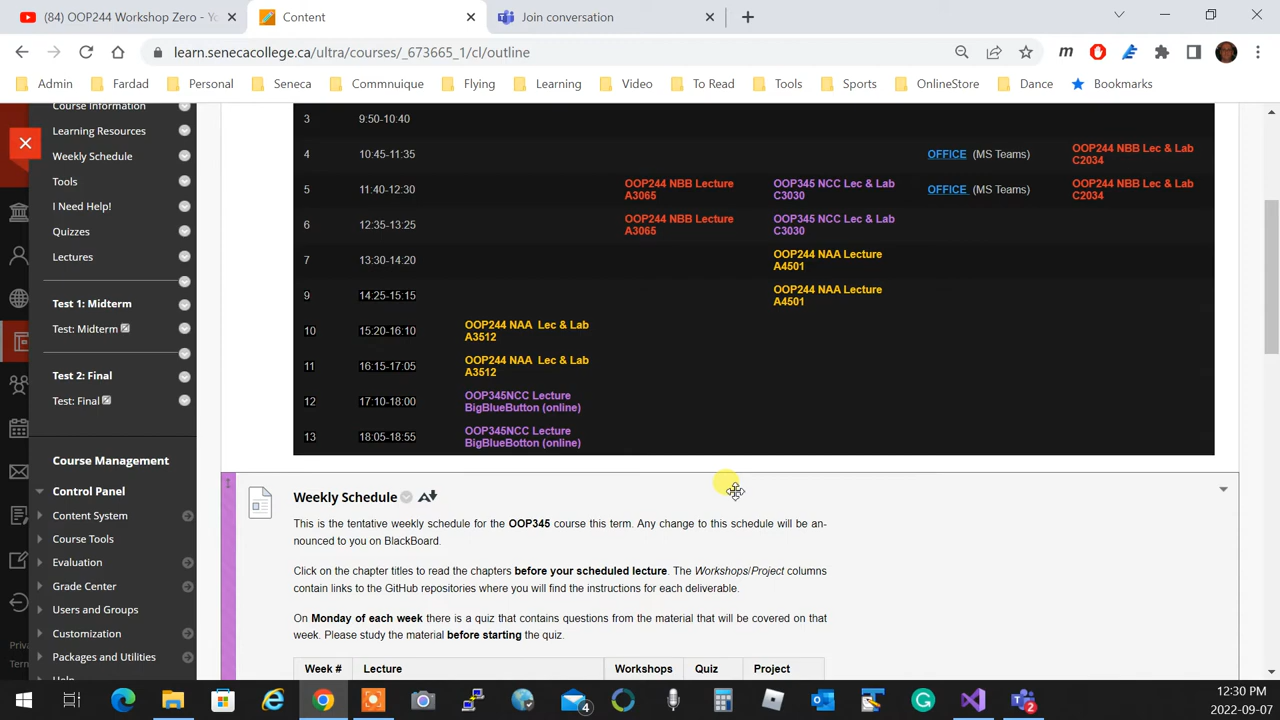 (84) OOP244 Workshop Zero - Yo
Content
Join conversation
learn.senecacollege.ca/ultra/courses/_673665_1/cl/outline
Admin Fardad Personal Seneca Commnuique Flying Learning Video To Read Tools Sports OnlineStore Dance Bookmarks
Course Information
Learning Resources
Weekly Schedule
Tools
I Need Help!
Quizzes
Lectures
Test 1: Midterm
Test: Midterm
Test 2: Final
Test: Final
Course Management
Control Panel
Content System
Course Tools
Evaluation
Grade Center
Users and Groups
Customization
Packages and Utilities
Help
Priva
Term
3 9:50-10:40
4 10:45-11:35 OFFICE (MS Teams) OOP244 NBB Lec & Lab
C2034
5 11:40-12:30 OOP244 NBB Lecture OOP345 NCC Lec & Lab OFFICE (MS Teams) OOP244 NBB Lec & Lab
A3065 C3030 C2034
6 12:35-13:25 OOP244 NBB Lecture OOP345 NCC Lec & Lab
A3065 C3030
7 13:30-14:20 OOP244 NAA Lecture
A4501
9 14:25-15:15 OOP244 NAA Lecture
A4501
10 15:20-16:10 OOP244 NAA Lec & Lab
A3512
11 16:15-17:05 OOP244 NAA Lec & Lab
A3512
12 17:10-18:00 OOP345NCC Lecture
BigBlueButton (online)
13 18:05-18:55 OOP345NCC Lecture
BigBlueBotton (online)
Weekly Schedule
This is the tentative weekly schedule for the OOP345 course this term. Any change to this schedule will be an-
nounced to you on BlackBoard.
Click on the chapter titles to read the chapters before your scheduled lecture. The Workshops/Project columns
contain links to the GitHub repositories where you will find the instructions for each deliverable.
On Monday of each week there is a quiz that contains questions from the material that will be covered on that
week. Please study the material before starting the quiz.
Week # Lecture Workshops Quiz Project
4
2
12:30 PM
2022-09-07